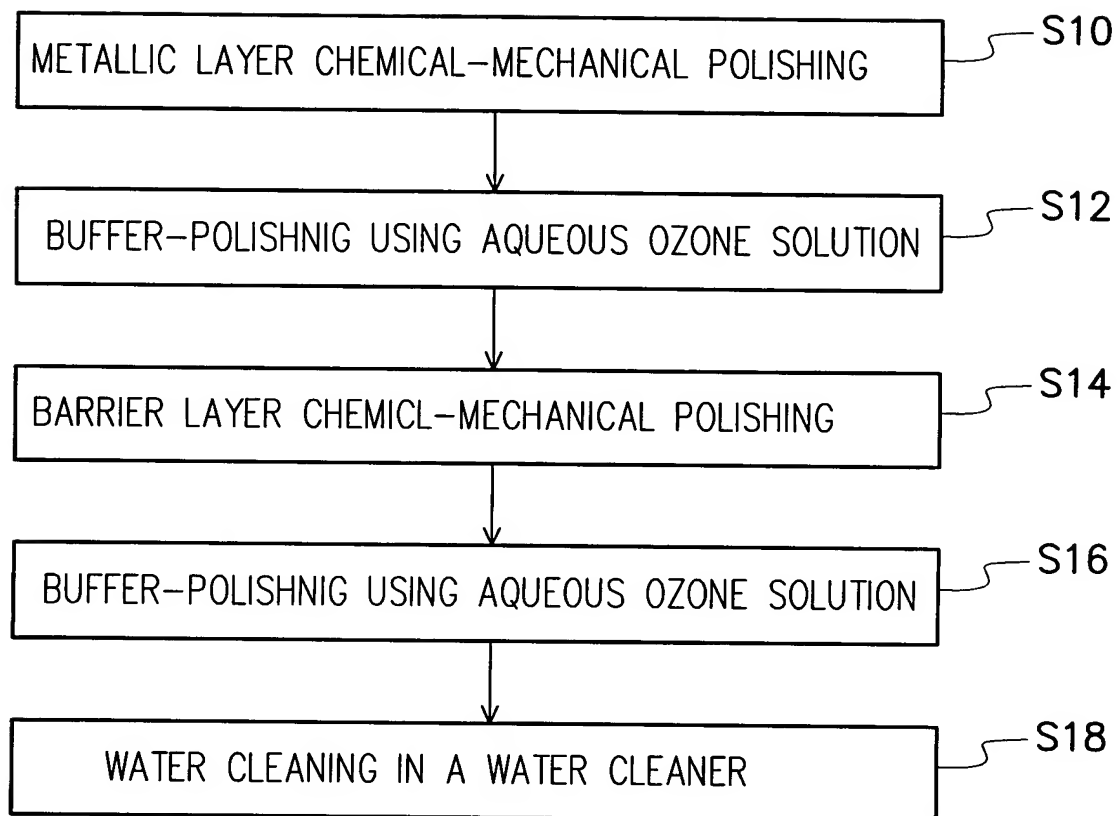 METALLIC LAYER CHEMICAL-MECHANICAL POLISHING
S10
BUFFER-POLISHNIG USING AQUEOUS OZONE SOLUTION
S12
BARRIER LAYER CHEMICL-MECHANICAL POLISHING
S14
BUFFER-POLISHNIG USING AQUEOUS OZONE SOLUTION
S16
WATER CLEANING IN A WATER CLEANER
S18